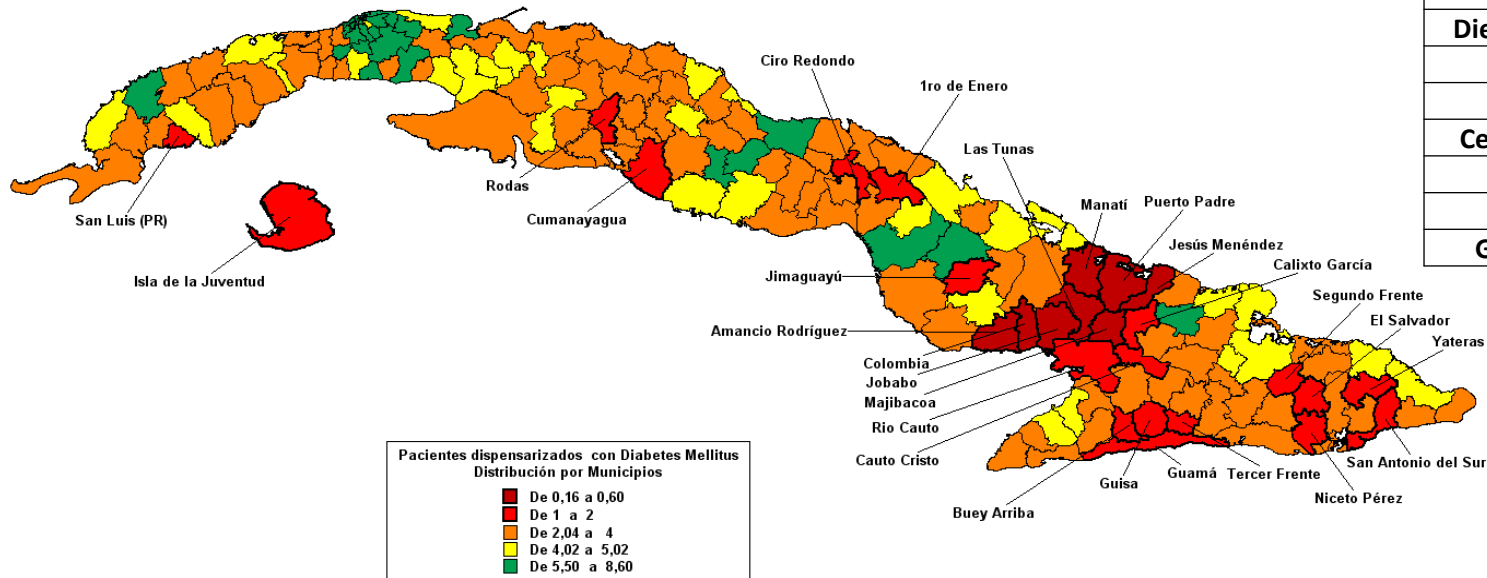 Die
Ciro Redondo
1ro de Enero
Las Tunas
Ce
Rodas
Manatí
Puerto Padre
San Luis (PR)
Cumanayagua
Jesús Menéndez
G
Isla de la Juventud
Jimaguayú
Calixto García
Segundo Frente
El Salvador
Amancio Rodríguez
Yateras
Colombia
Jobabo
Majibacoa
Rio Cauto
Cauto Cristo
San Antonio del Sur
Guamá
Tercer Frente
Guisa
Niceto Pérez
Buey Arriba
Pacientes dispensarizados con Diabetes Mellitus
Distribución por Municipios
De 0,16 a 0,60
De 1 a 2
De 2,04 a 4
De 4,02 a 5,02
De 5,50 a 8,60